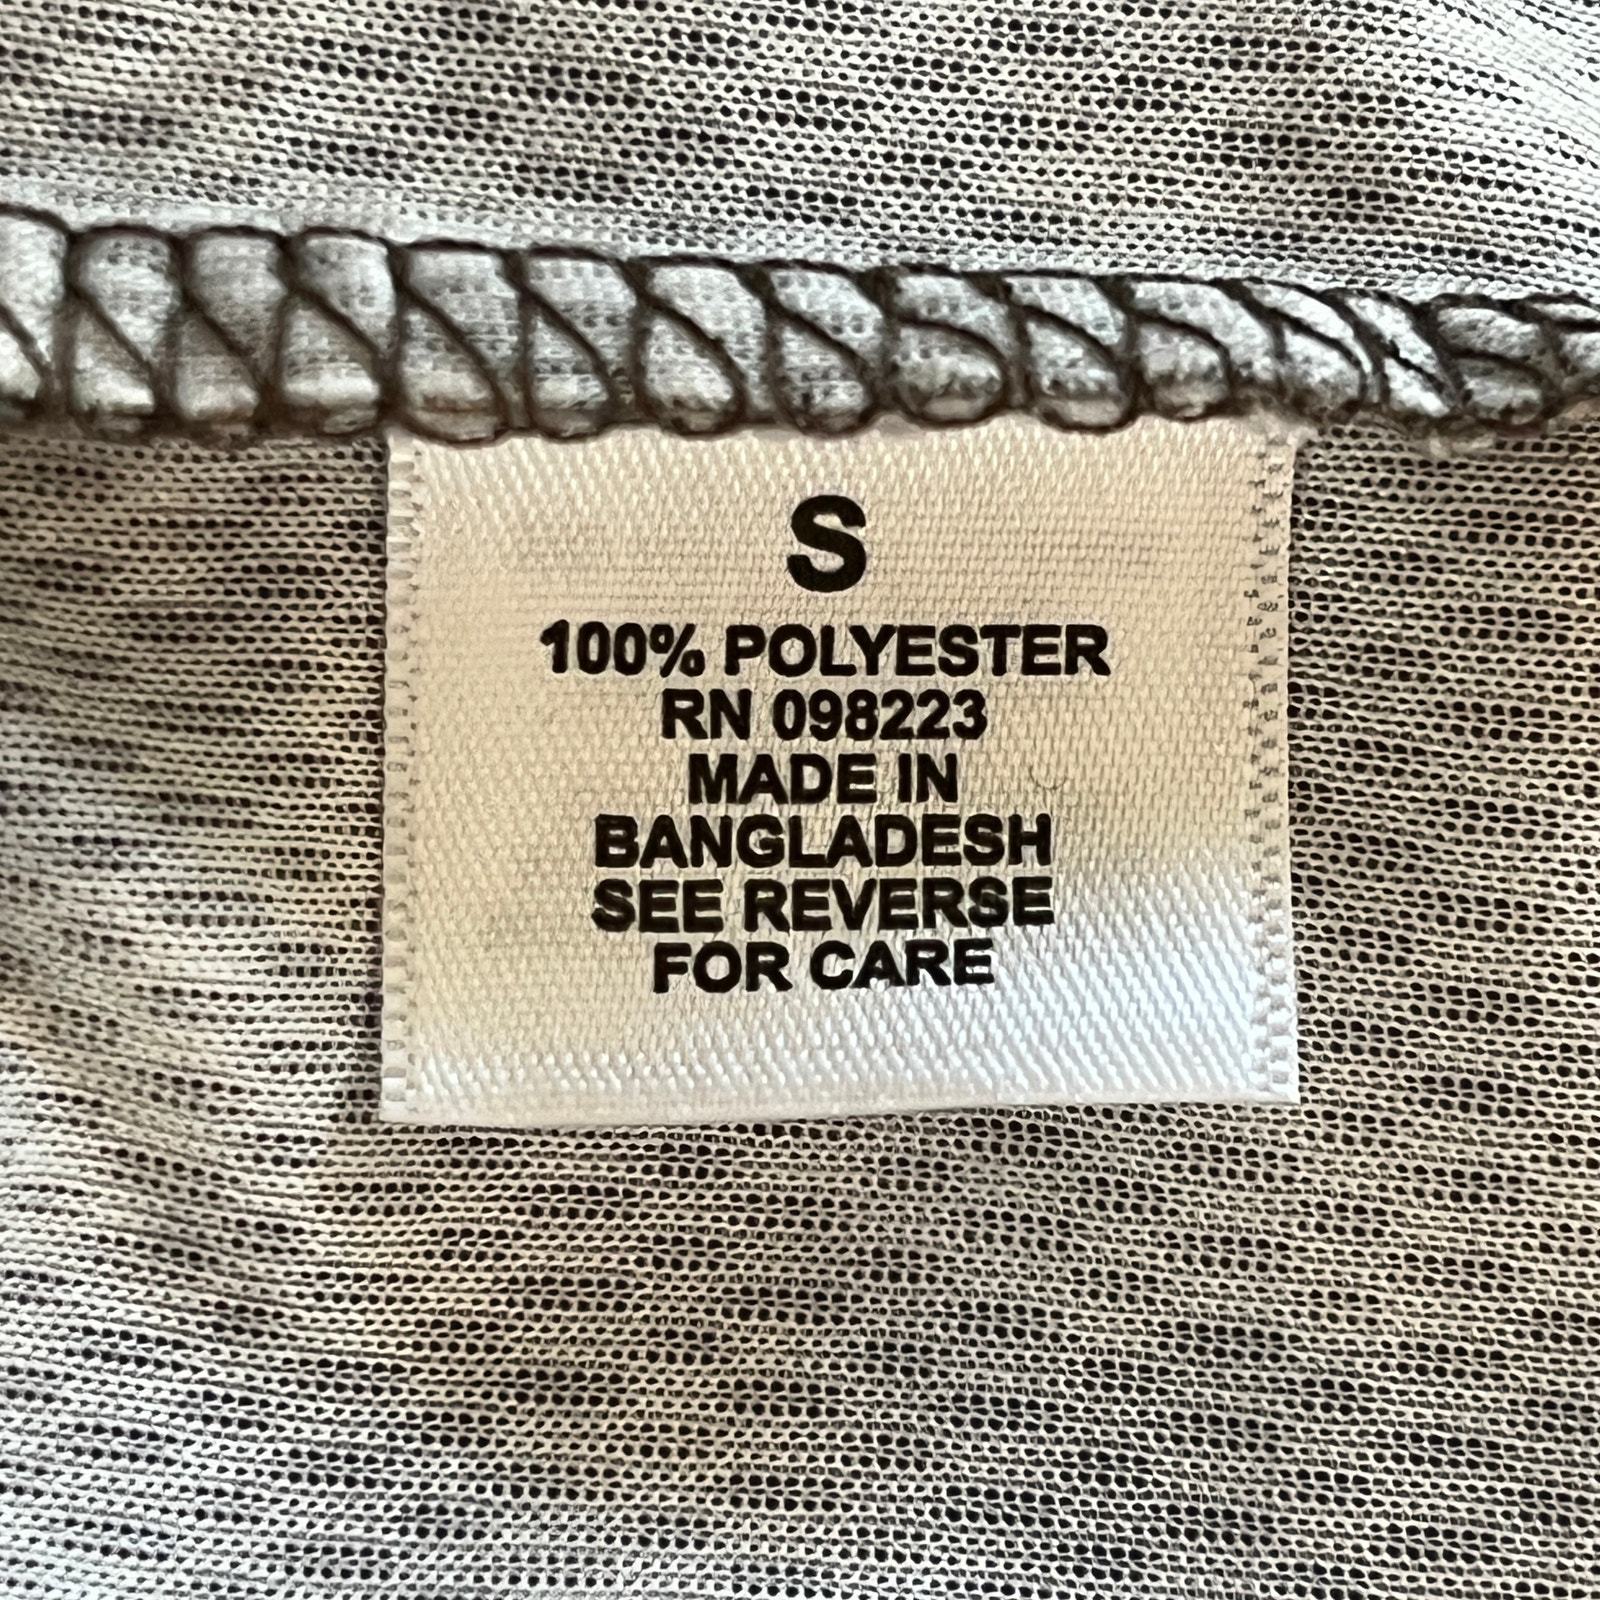 S
100% POLYESTER
RN 098223
MADE IN
BANGLADESH
SEE REVERSE
FOR CARE